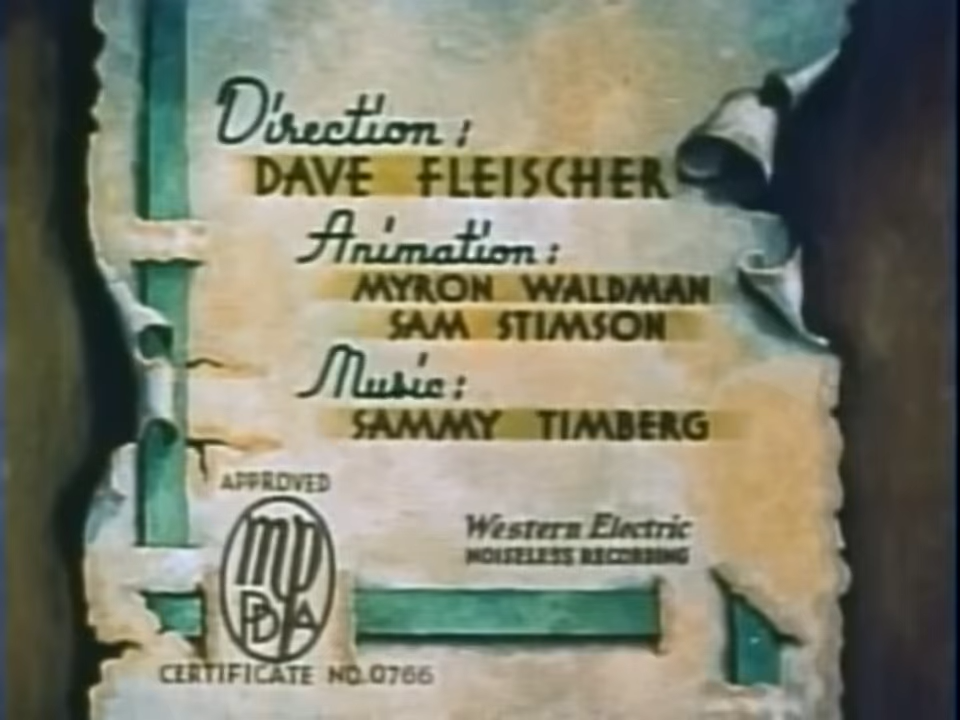 Direction:
DAVE FLEISCHER
Animation:
MYRON WALDMAN
SAM STIMSON
Music:
SAMMY TIMBERG
APPROVED
MPPDA
Western Electric
NOISELESS RECORDING
CERTIFICATE NO.0766